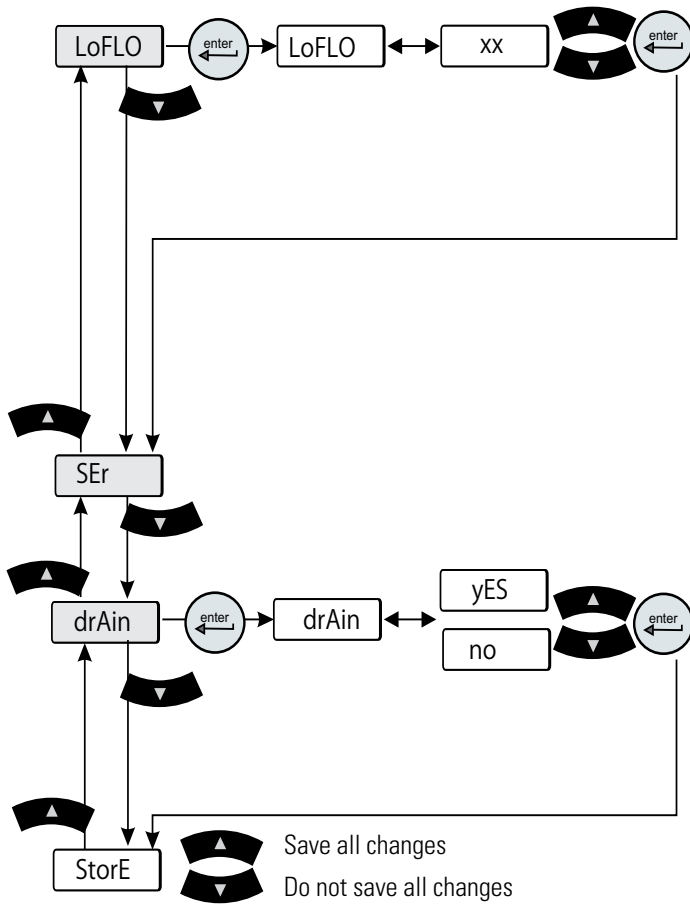 LoFLO
enter
LoFLO
xx
enter
SEr
drAin
enter
drAin
yES
no
enter
StorE
Save all changes
Do not save all changes